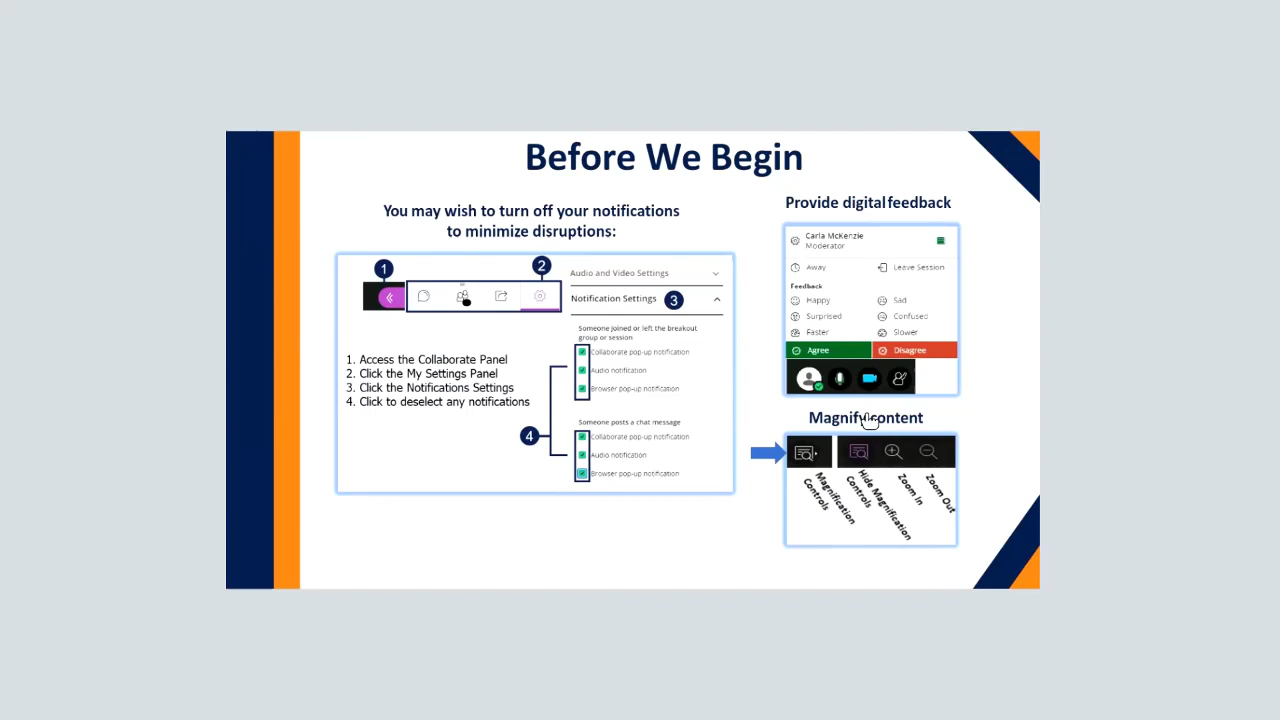 Before We Begin
You may wish to turn off your notifications
to minimize disruptions:
1
2
Audio and Video Settings
Notification Settings
3
Someone joined or left the breakout
group or session
Collaborate pop-up notification
Audio notification
Browser pop-up notification
1. Access the Collaborate Panel
2. Click the My Settings Panel
3. Click the Notifications Settings
4. Click to deselect any notifications
4
Someone posts a chat message
Collaborate pop-up notification
Audio notification
Browser pop-up notification
Provide digital feedback
Carla McKenzie
Moderator
Away
Leave Session
Feedback
Happy
Sad
Surprised
Confused
Faster
Slower
Agree
Disagree
Magnify content
Magnification
Controls
Hide Magnification
Controls
Zoom In
Zoom Out